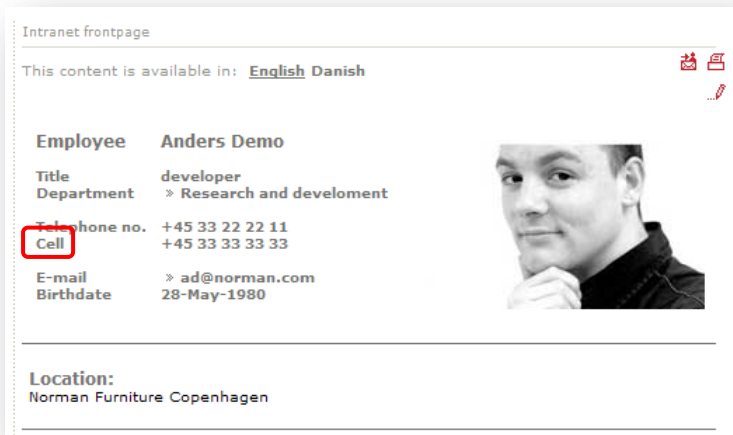 Intranet frontpage
This content is available in: English Danish
Employee Anders Demo
Title developer
Department » Research and develoment
Telephone no. +45 33 22 22 11
Cell +45 33 33 33 33
E-mail » ad@norman.com
Birthdate 28-May-1980
Location:
Norman Furniture Copenhagen